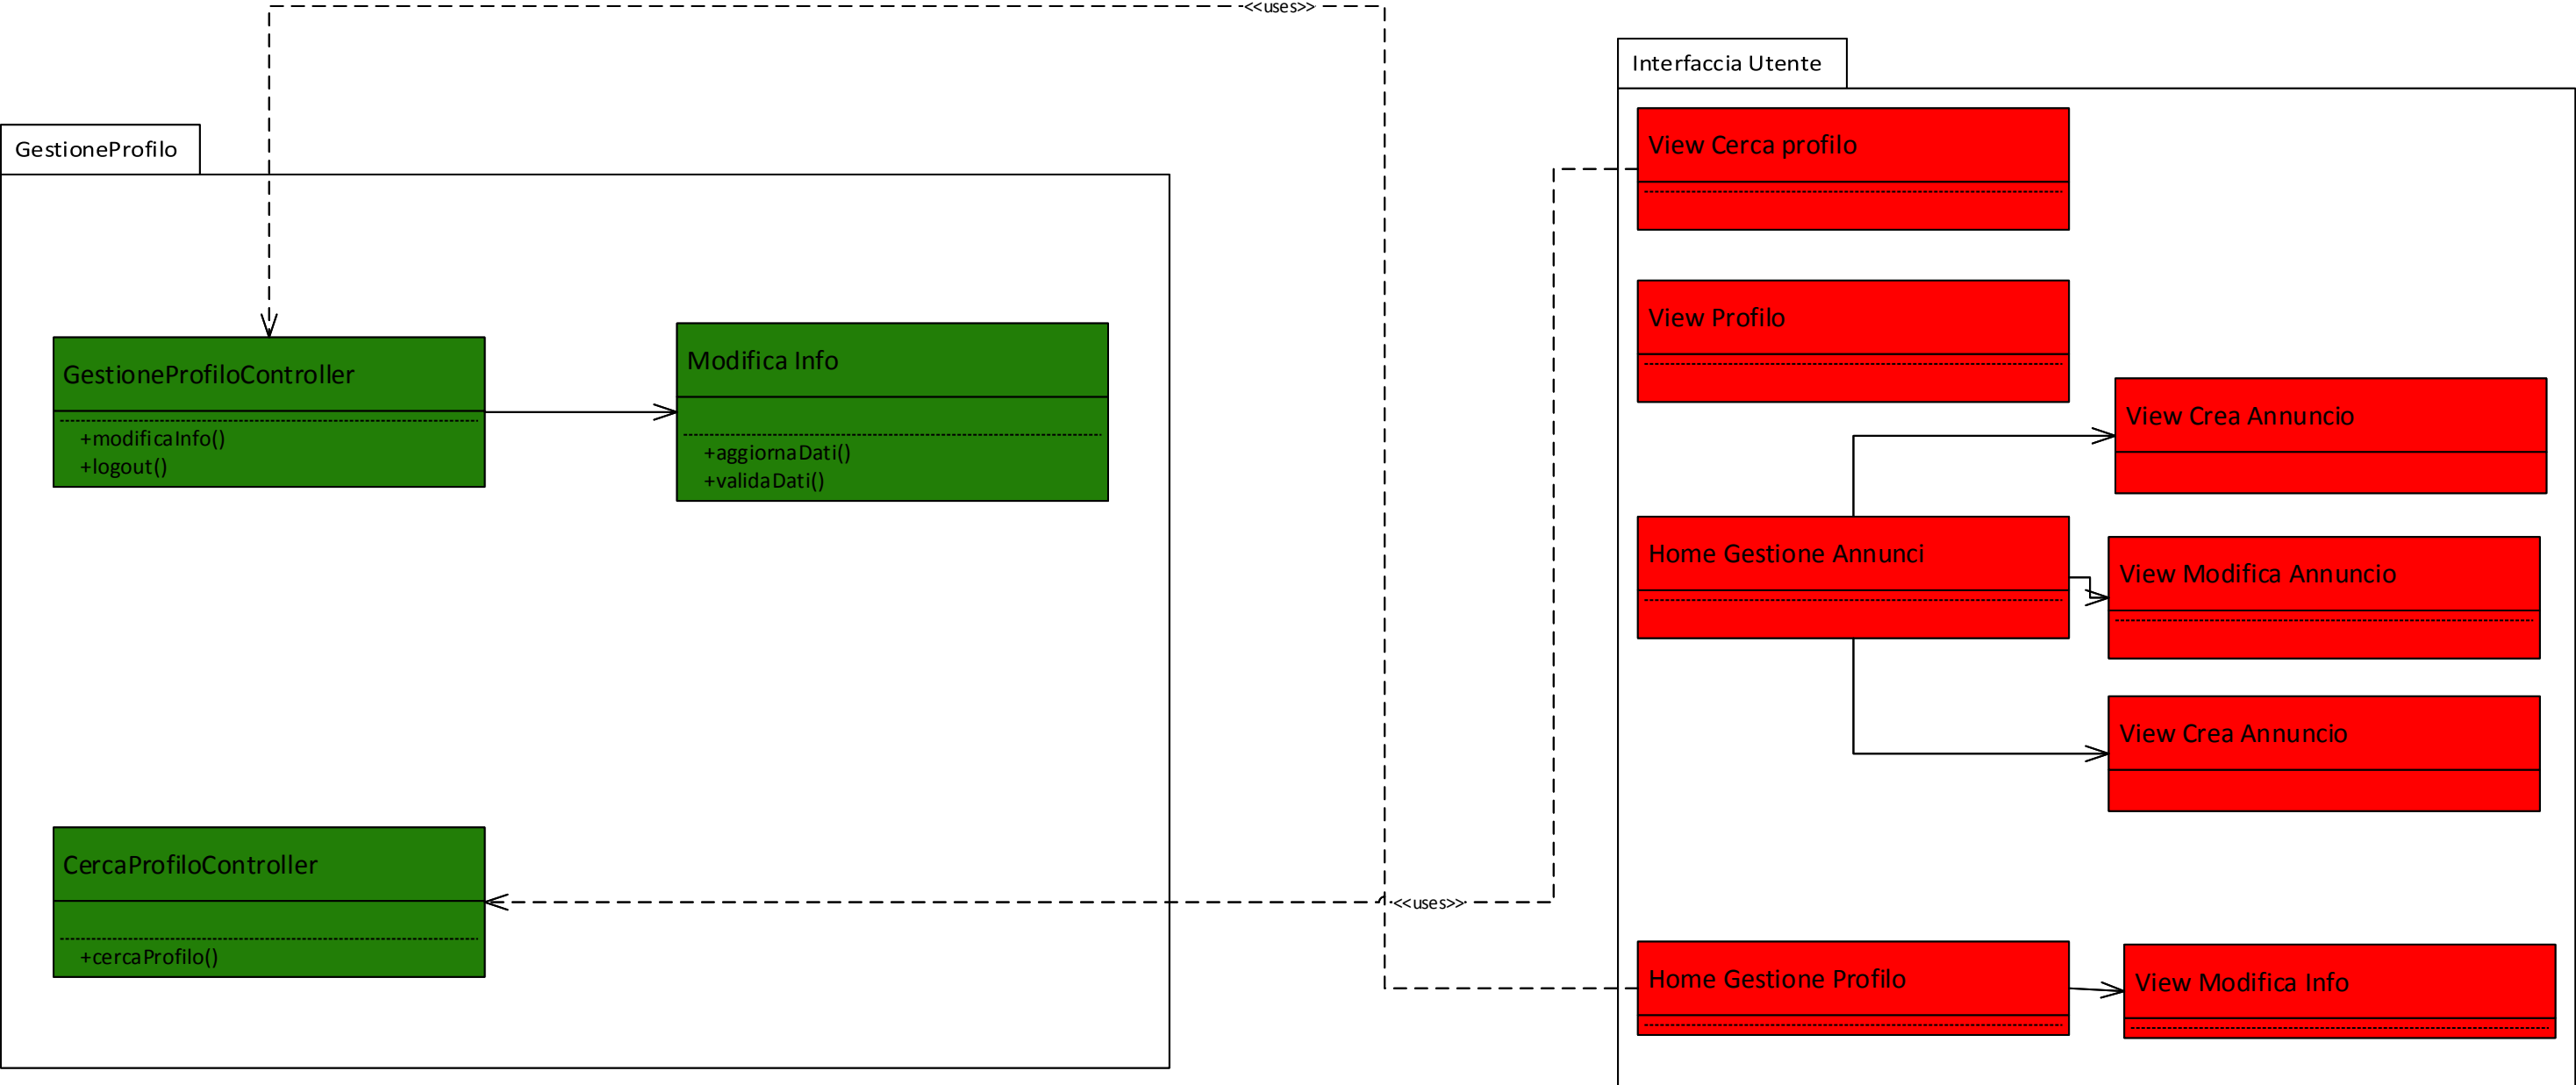 <<uses>>
Interfaccia Utente
View Cerca profilo
GestioneProfilo
View Profilo
GestioneProfiloController
+modificaInfo()
+logout()
Modifica Info
+aggiornaDati()
+validaDati()
View Crea Annuncio
Home Gestione Annunci
View Modifica Annuncio
View Crea Annuncio
CercaProfiloController
+cercaProfilo()
<<uses>>
Home Gestione Profilo
View Modifica Info